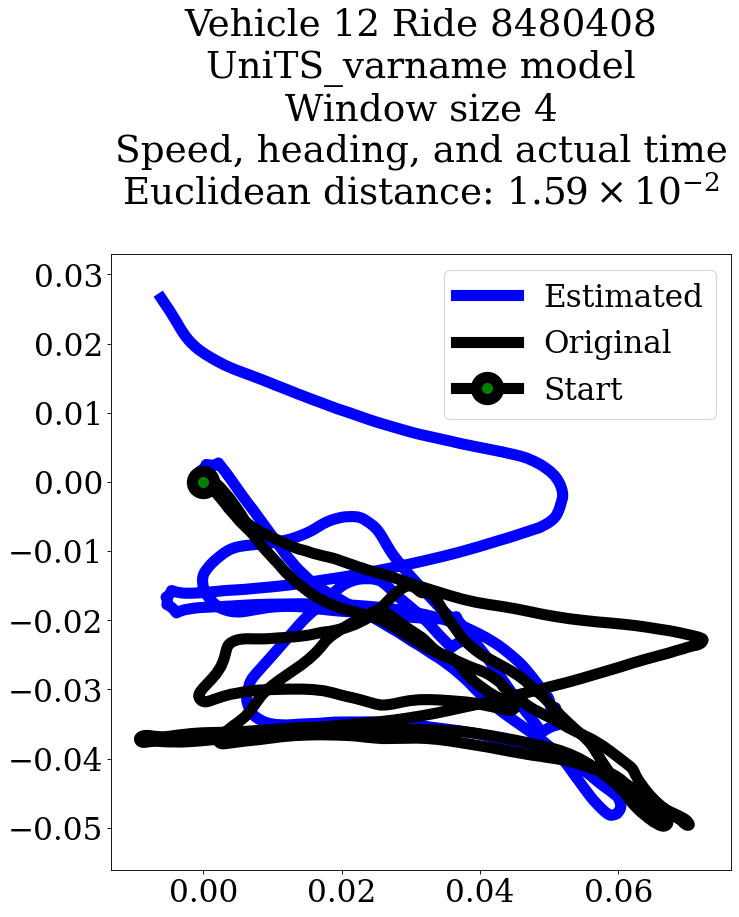 Vehicle 12 Ride 8480408
UniTS_varname model
Window size 4
Speed, heading, and actual time
Euclidean distance: 1.59 × 10⁻²
Estimated
Original
Start
0.03
0.02
0.01
0.00
−0.01
−0.02
−0.03
−0.04
−0.05
0.00 0.02 0.04 0.06